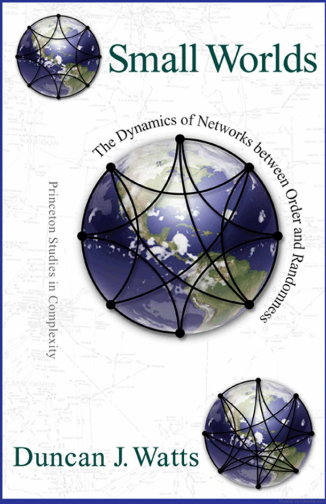 Small Worlds
The Dynamics of Networks between Order and Randomness
Princeton Studies in Complexity
Duncan J. Watts